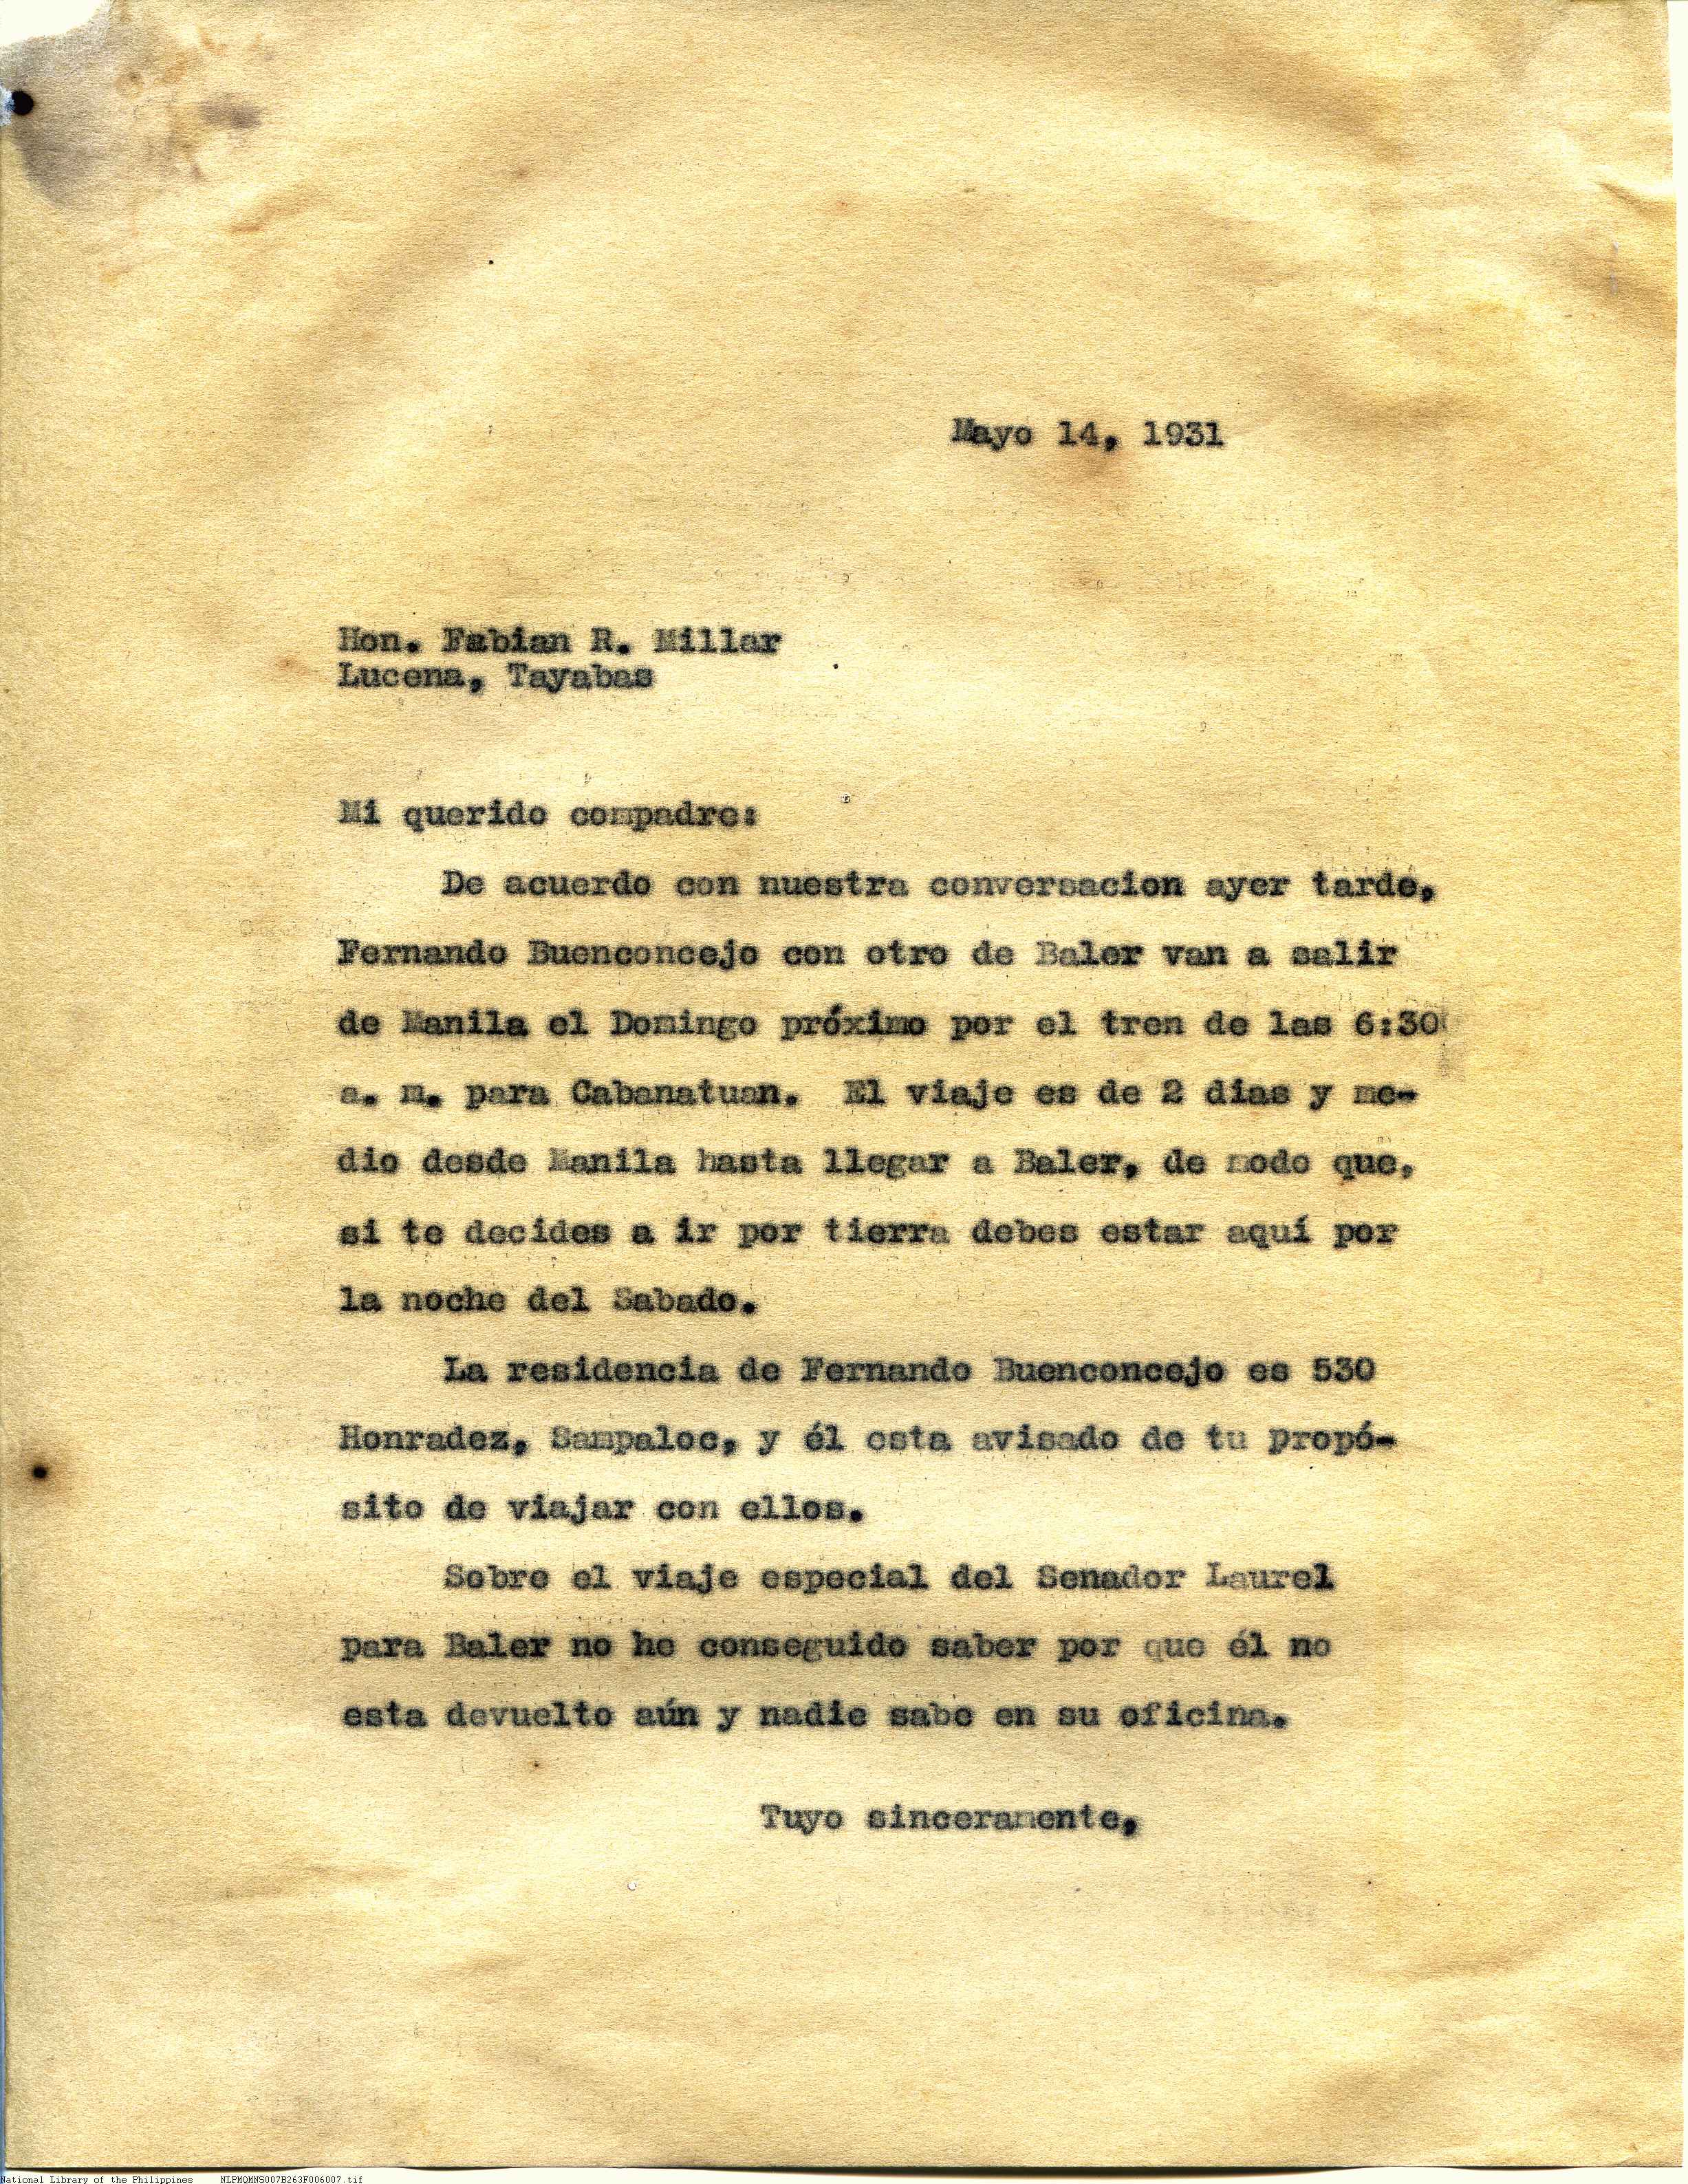 Mayo 14, 1931
Hon. Fabian R. Millar
Lucena, Tayabas
Mi querido compadre:
De acuerdo con nuestra conversacion ayer tarde,
Fernando Buenconcejo con otro de Baler van a salir
de Manila el Domingo próximo por el tren de las 6:30
a. m. para Cabanatuan. El viaje es de 2 dias y me-
dio desde Manila hasta llegar a Baler, de modo que,
si te decides a ir por tierra debes estar aquí por
la noche del Sabado.
La residencia de Fernando Buenconcejo es 530
Honradez, Sampaloc, y él esta avisado de tu propó-
sito de viajar con ellos.
Sobre el viaje especial del Senador Laurel
para Baler no he conseguido saber por que él no
esta devuelto aún y nadie sabe en su oficina.
Tuyo sinceramente,
National Library of the Philippines NLPMQMNS007B263F006007.tif